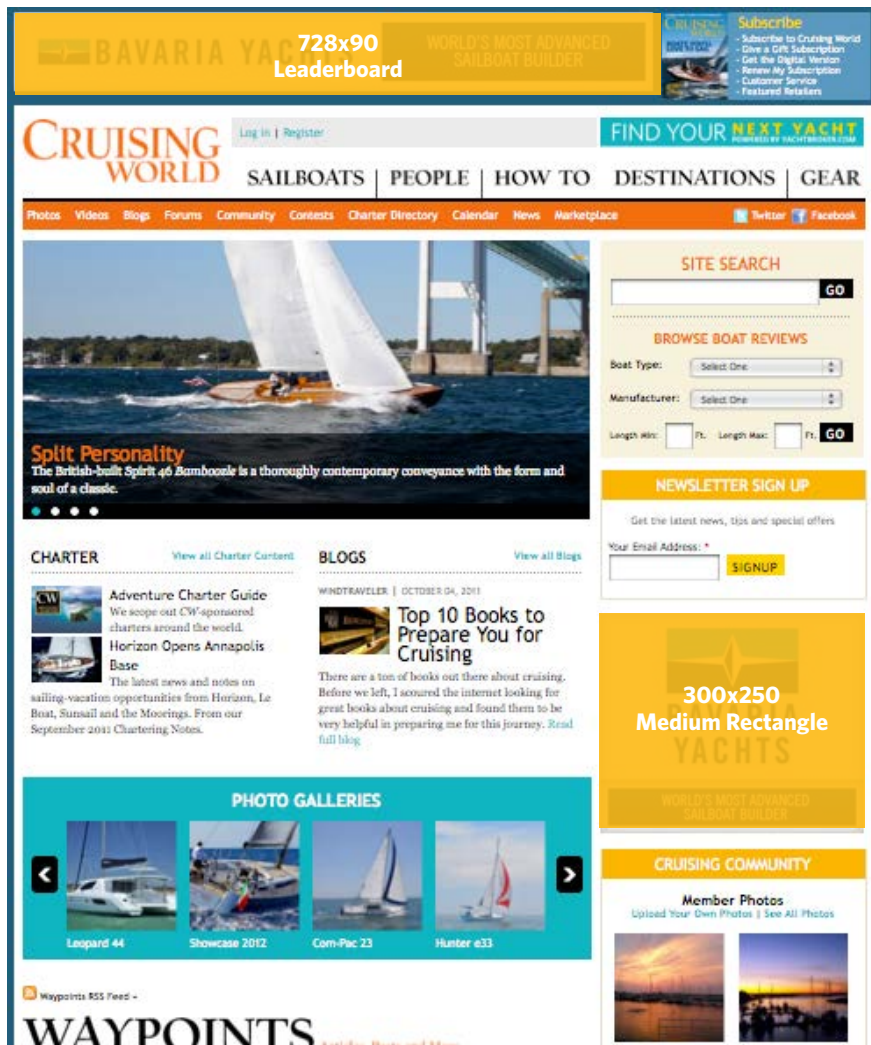 BAVARIA YACHTS
728x90
Leaderboard
WORLD'S MOST ADVANCED
SAILBOAT BUILDER
CRUISING
WORLD
Subscribe
- Subscribe to Cruising World
- Give a Gift Subscription
- Get the Digital Version
- Renew My Subscription
- Customer Service
- Featured Retailers
CRUISING
WORLD
Log in | Register
FIND YOUR NEXT YACHT
POWERED BY YACHTBROKER.COM
SAILBOATS | PEOPLE | HOW TO DESTINATIONS | GEAR
Photos Videos Blogs Forums Community Contests Charter Directory Calendar News Marketplace
Twitter Facebook
Split Personality
The British-built Spirit 46 Bamboozle is a thoroughly contemporary conveyance with the form and
soul of a classic.
SITE SEARCH
GO
BROWSE BOAT REVIEWS
Boat Type: Select One
Manufacturer: Select One
Length Min: Ft. Length Max: Ft. GO
NEWSLETTER SIGN UP
Get the latest news, tips and special offers
Your Email Address: *
SIGNUP
CHARTER
View all Charter Content
CW
Adventure Charter Guide
We scope out CW-sponsored
charters around the world.
Horizon Opens Annapolis
Base
The latest news and notes on
sailing-vacation opportunities from Horizon, Le
Boat, Sunsail and the Moorings. From our
September 2011 Chartering Notes.
BLOGS
View all Blogs
WINDTRAVELER | OCTOBER 04, 2011
Top 10 Books to
Prepare You for
Cruising
There are a ton of books out there about cruising.
Before we left, I scoured the internet looking for
great books about cruising and found them to be
very helpful in preparing me for this journey. Read
full blog
300x250
Medium Rectangle
BAVARIA
YACHTS
WORLD'S MOST ADVANCED
SAILBOAT BUILDER
PHOTO GALLERIES
Leopard 44
Showcase 2012
Com-Pac 23
Hunter e33
CRUISING COMMUNITY
Member Photos
Upload Your Own Photos | See All Photos
Waypoints RSS Feed -
WAYPOINTS